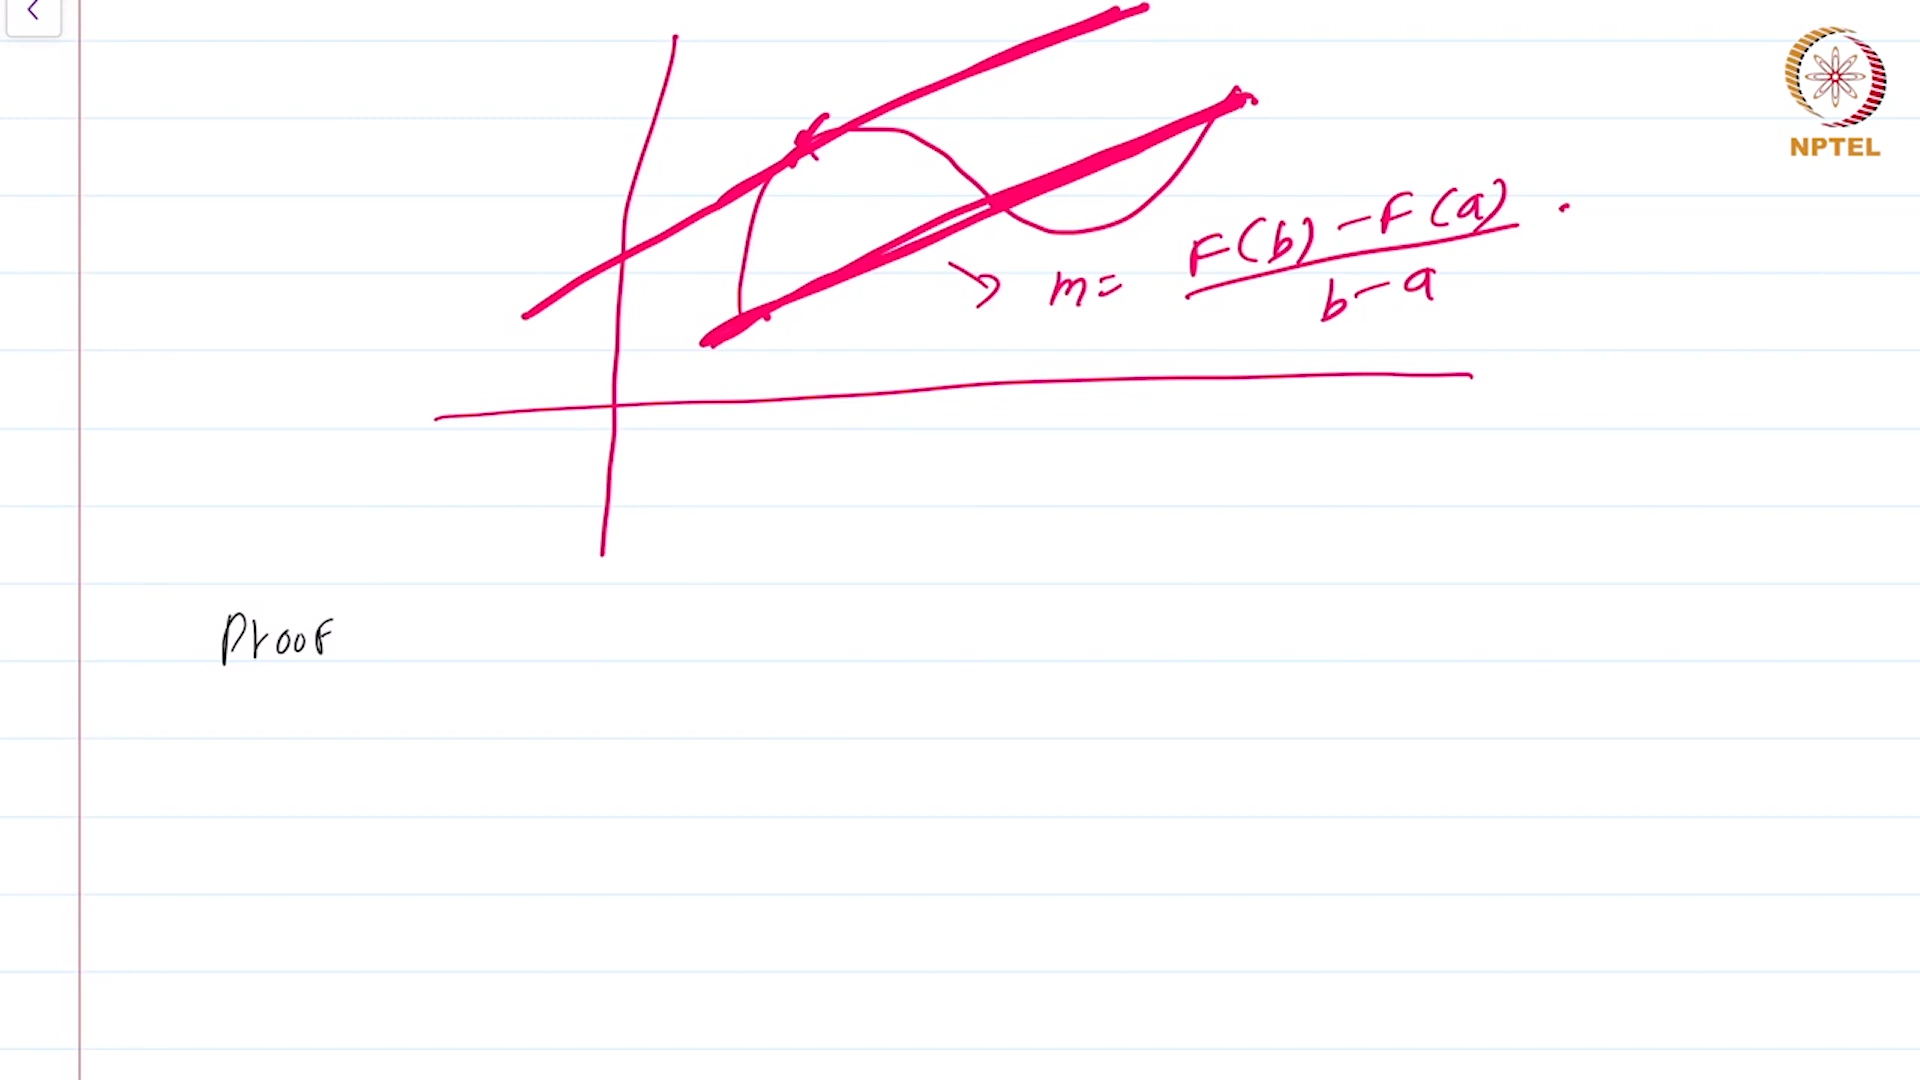 NPTEL
m = F(b) - F(a) / b - a .
Proof